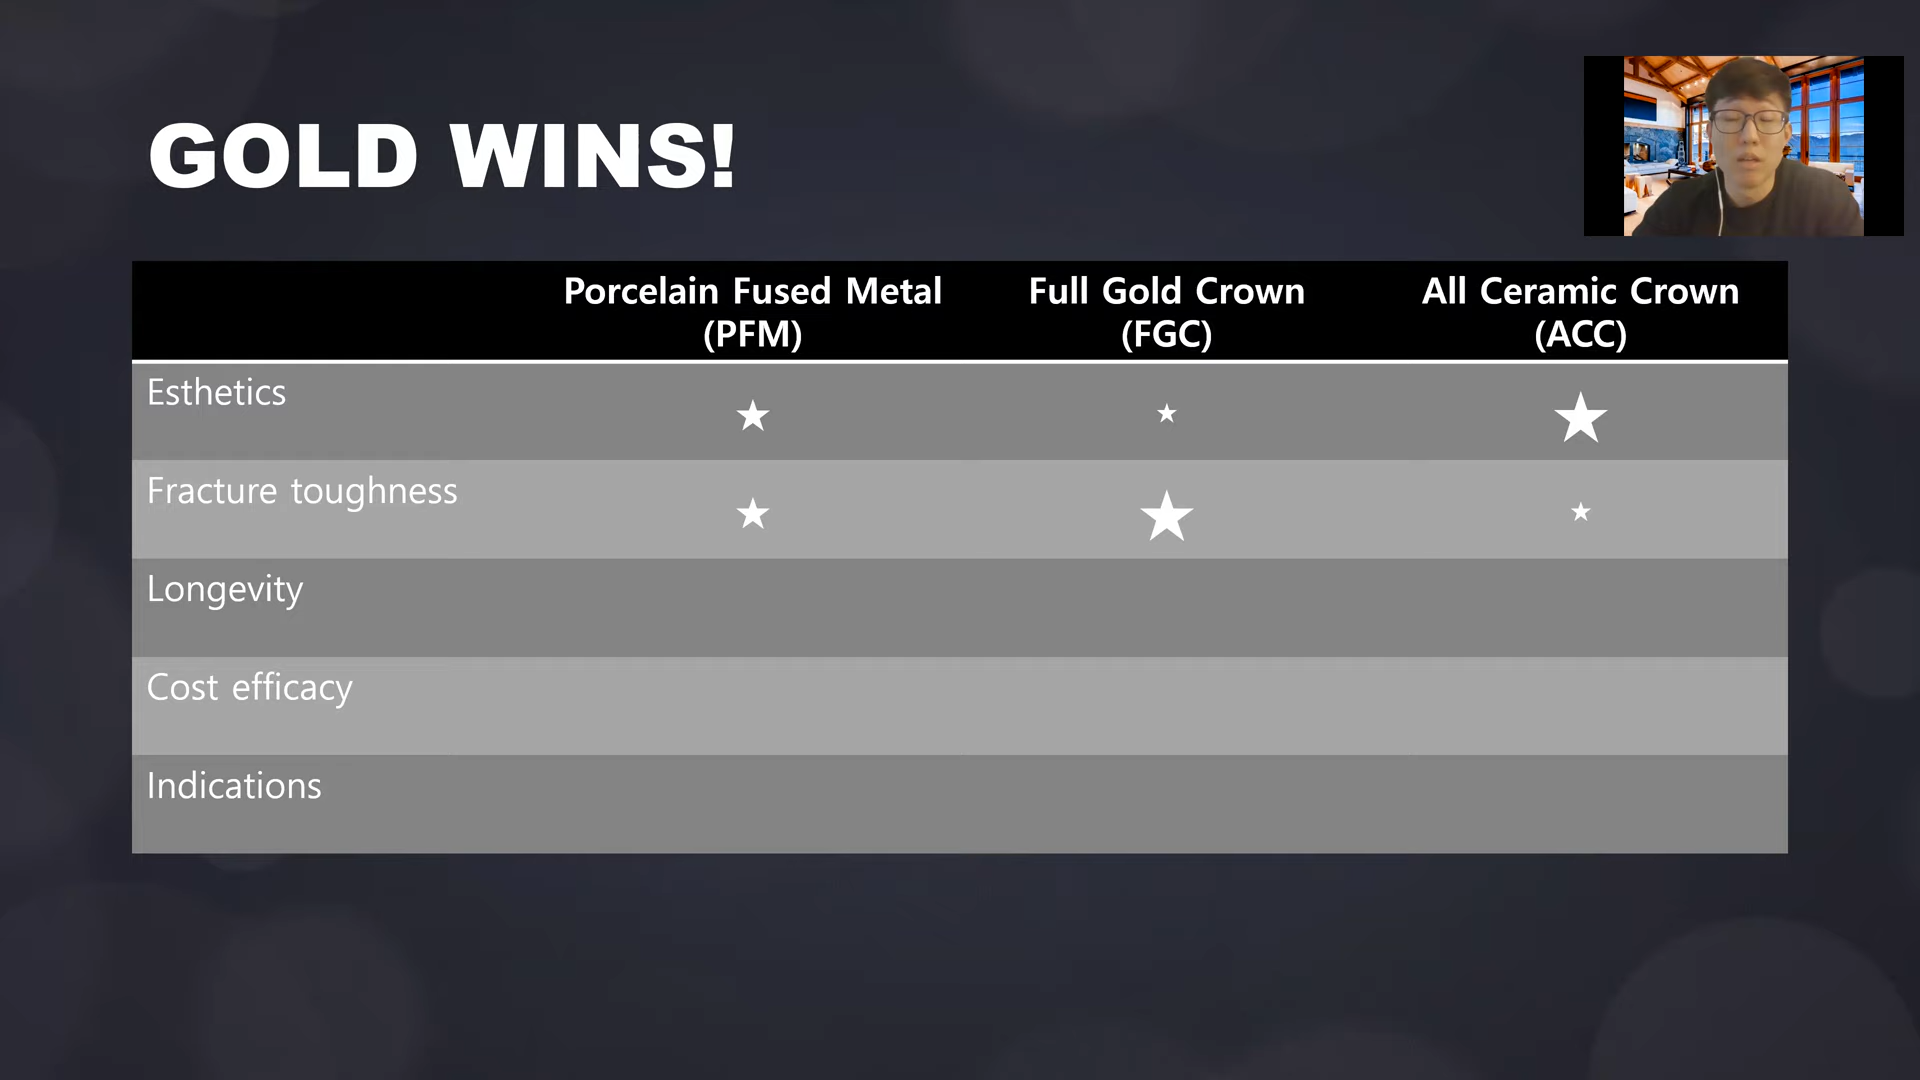 GOLD WINS!
Porcelain Fused Metal
(PFM)
Full Gold Crown
(FGC)
All Ceramic Crown
(ACC)
Esthetics
Fracture toughness
Longevity
Cost efficacy
Indications